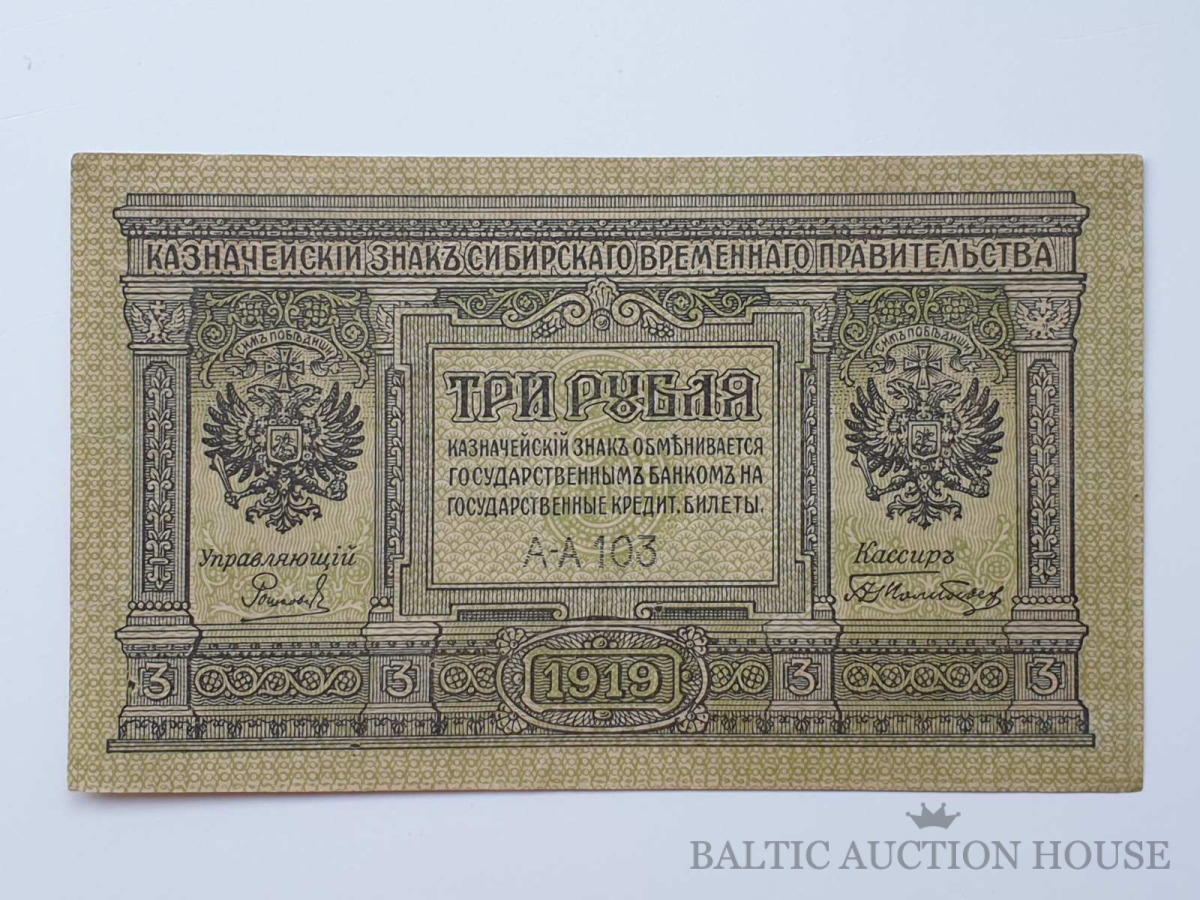 КАЗНАЧЕЙСКІЙ ЗНАКЪ СИБИРСКАГО ВРЕМЕННАГО ПРАВИТЕЛЬСТВА
СИМЪ ПОБѢДИШИ
СИМЪ ПОБѢДИШИ
ТРИ РУБЛЯ
КАЗНАЧЕЙСКІЙ ЗНАКЪ ОБМѢНИВАЕТСЯ
ГОСУДАРСТВЕННЫМЪ БАНКОМЪ НА
ГОСУДАРСТВЕННЫЕ КРЕДИТ. БИЛЕТЫ.
А-А 103
Управляющій
Кассиръ
3 3 1919 3 3
BALTIC AUCTION HOUSE